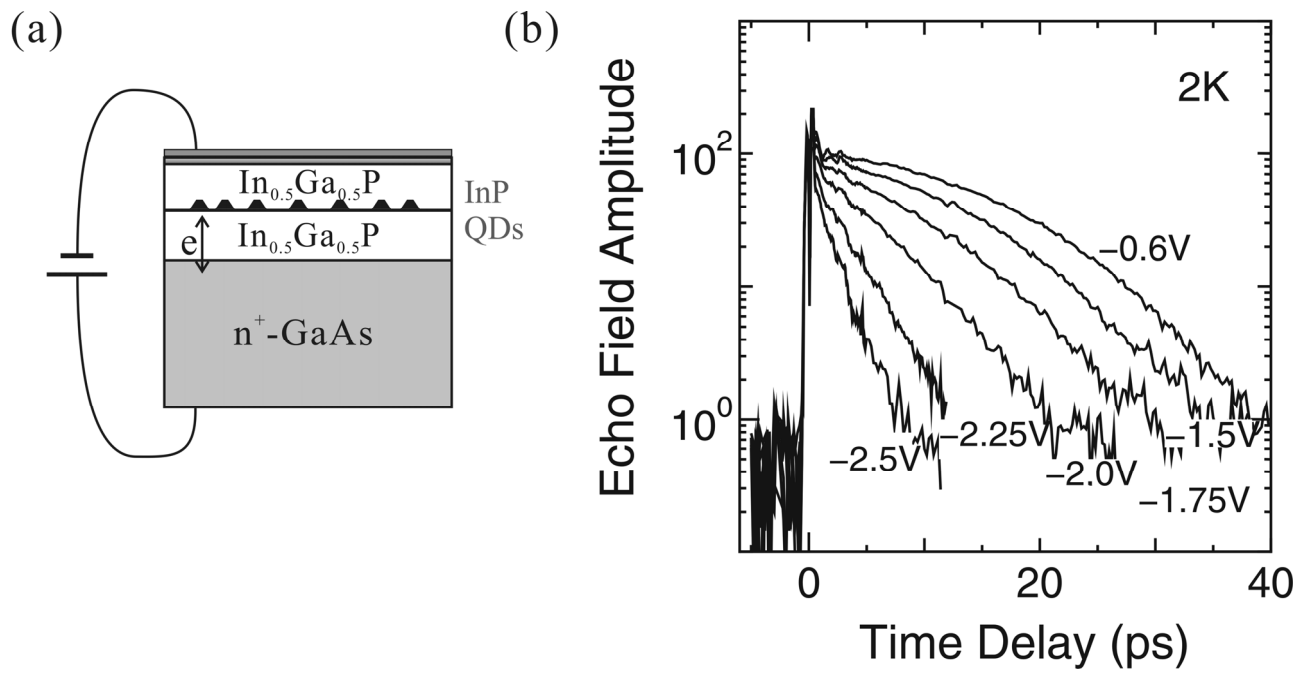 (a)
In0.5Ga0.5P
InP
QDs
e
In0.5Ga0.5P
n+-GaAs
(b)
Echo Field Amplitude
10²
10⁰
2K
−0.6V
−1.5V
−1.75V
−2.0V
−2.25V
−2.5V
0
20
40
Time Delay (ps)